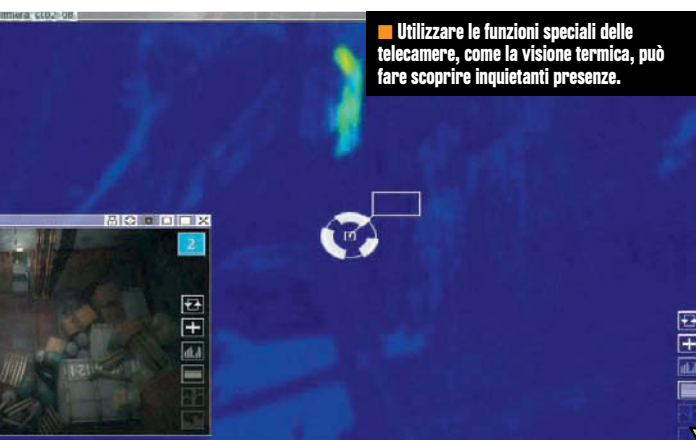 ■ Utilizzare le funzioni speciali delle
telecamere, come la visione termica, può
fare scoprire inquietanti presenze.
2